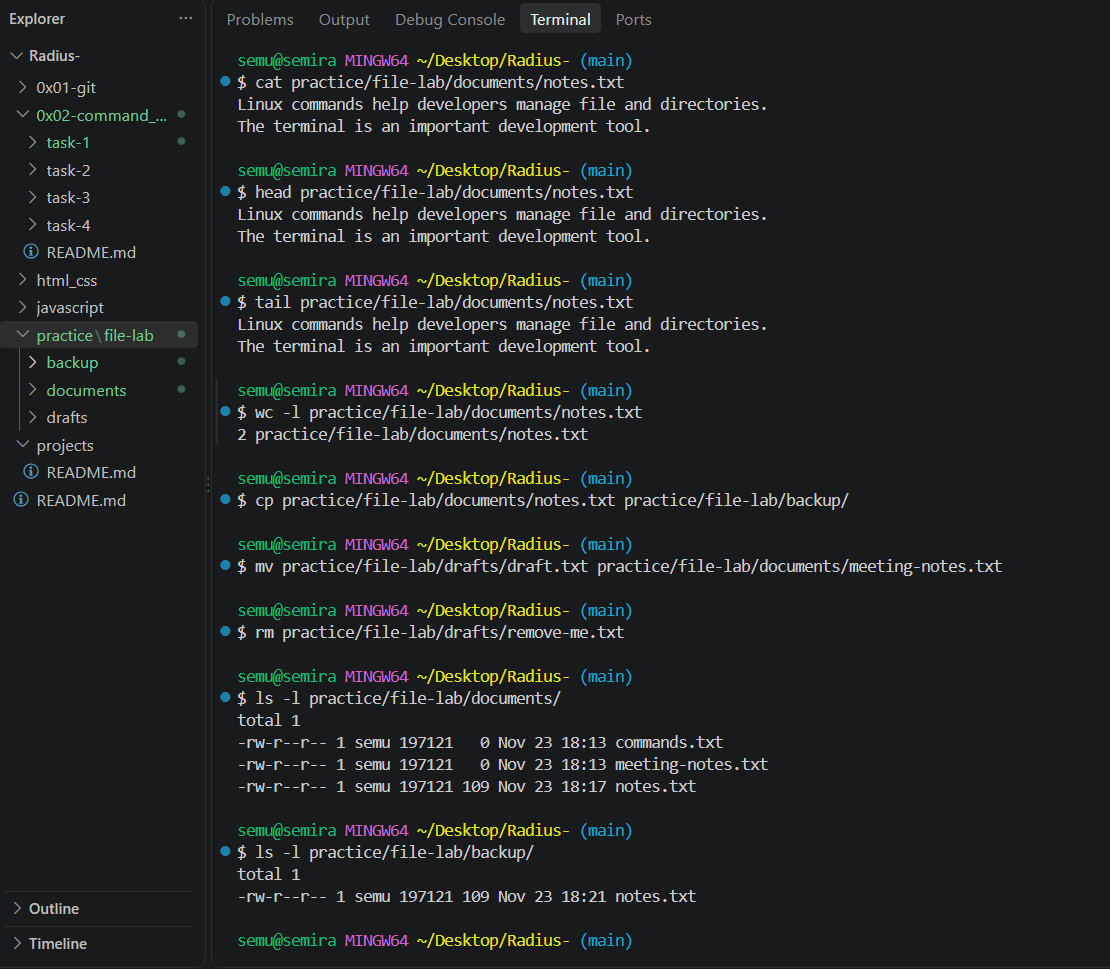 Explorer
...
Radius-
0x01-git
0x02-command_...
task-1
task-2
task-3
task-4
README.md
html_css
javascript
practice\file-lab
backup
documents
drafts
projects
README.md
README.md
Outline
Timeline
Problems Output Debug Console Terminal Ports
semu@semira MINGW64 ~/Desktop/Radius- (main)
$ cat practice/file-lab/documents/notes.txt
Linux commands help developers manage file and directories.
The terminal is an important development tool.
semu@semira MINGW64 ~/Desktop/Radius- (main)
$ head practice/file-lab/documents/notes.txt
Linux commands help developers manage file and directories.
The terminal is an important development tool.
semu@semira MINGW64 ~/Desktop/Radius- (main)
$ tail practice/file-lab/documents/notes.txt
Linux commands help developers manage file and directories.
The terminal is an important development tool.
semu@semira MINGW64 ~/Desktop/Radius- (main)
$ wc -l practice/file-lab/documents/notes.txt
2 practice/file-lab/documents/notes.txt
semu@semira MINGW64 ~/Desktop/Radius- (main)
$ cp practice/file-lab/documents/notes.txt practice/file-lab/backup/
semu@semira MINGW64 ~/Desktop/Radius- (main)
$ mv practice/file-lab/drafts/draft.txt practice/file-lab/documents/meeting-notes.txt
semu@semira MINGW64 ~/Desktop/Radius- (main)
$ rm practice/file-lab/drafts/remove-me.txt
semu@semira MINGW64 ~/Desktop/Radius- (main)
$ ls -l practice/file-lab/documents/
total 1
-rw-r--r-- 1 semu 197121   0 Nov 23 18:13 commands.txt
-rw-r--r-- 1 semu 197121   0 Nov 23 18:13 meeting-notes.txt
-rw-r--r-- 1 semu 197121 109 Nov 23 18:17 notes.txt
semu@semira MINGW64 ~/Desktop/Radius- (main)
$ ls -l practice/file-lab/backup/
total 1
-rw-r--r-- 1 semu 197121 109 Nov 23 18:21 notes.txt
semu@semira MINGW64 ~/Desktop/Radius- (main)